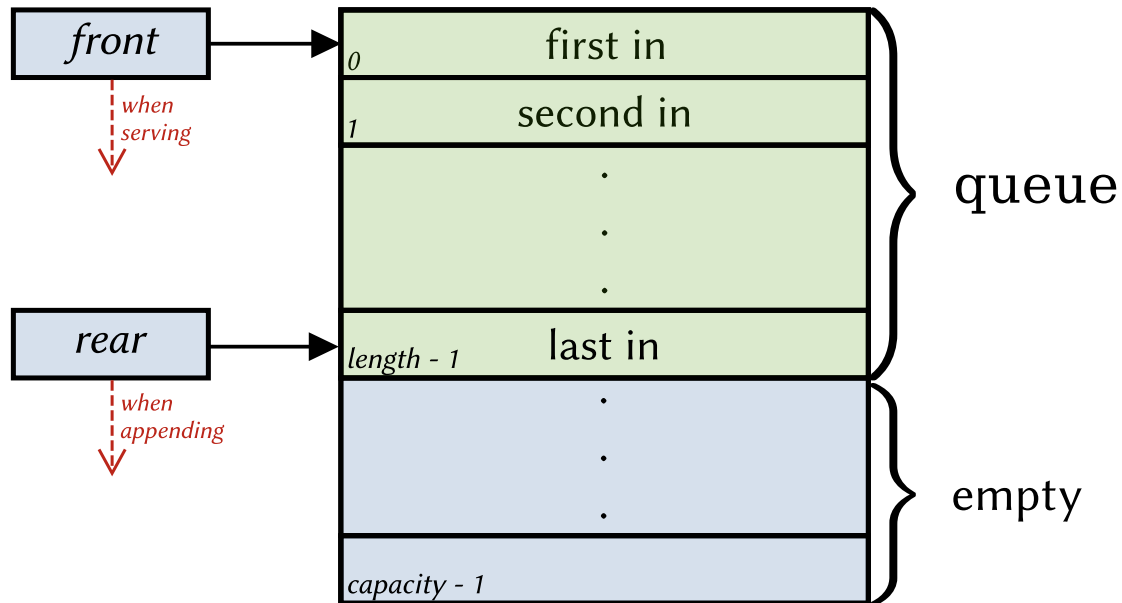 front
first in
0
when
serving
second in
1
.
.
.
queue
rear
last in
length - 1
when
appending
.
.
.
empty
capacity - 1